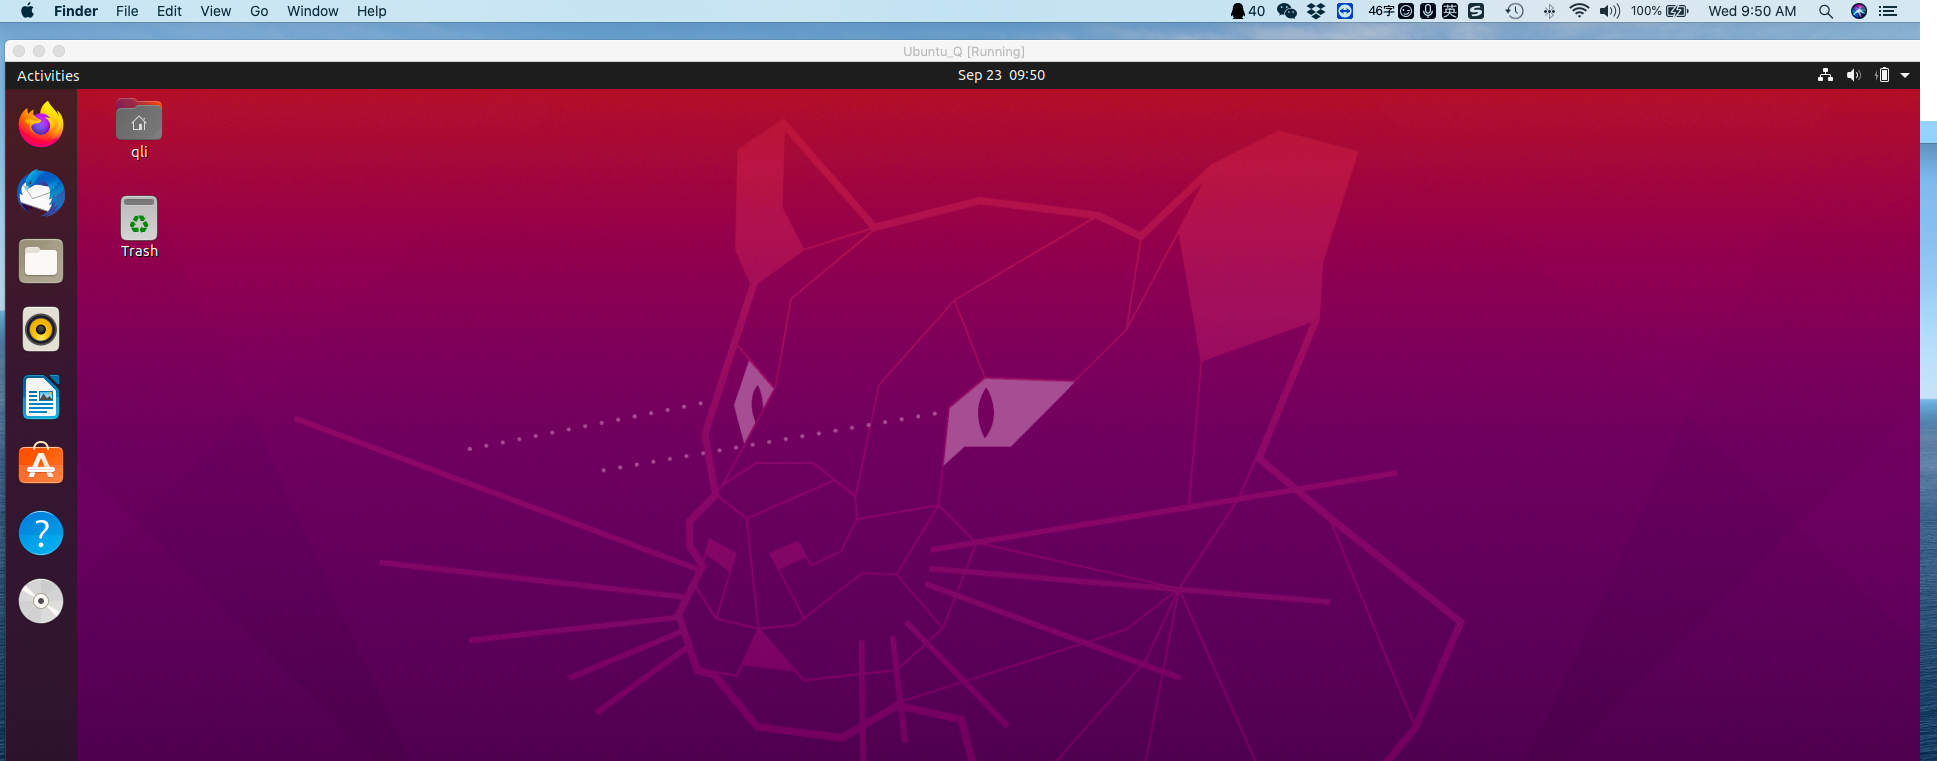 Finder File Edit View Go Window Help 40 46字 英 100% Wed 9:50 AM
Ubuntu_Q [Running]
Activities Sep 23 09:50
qli
Trash